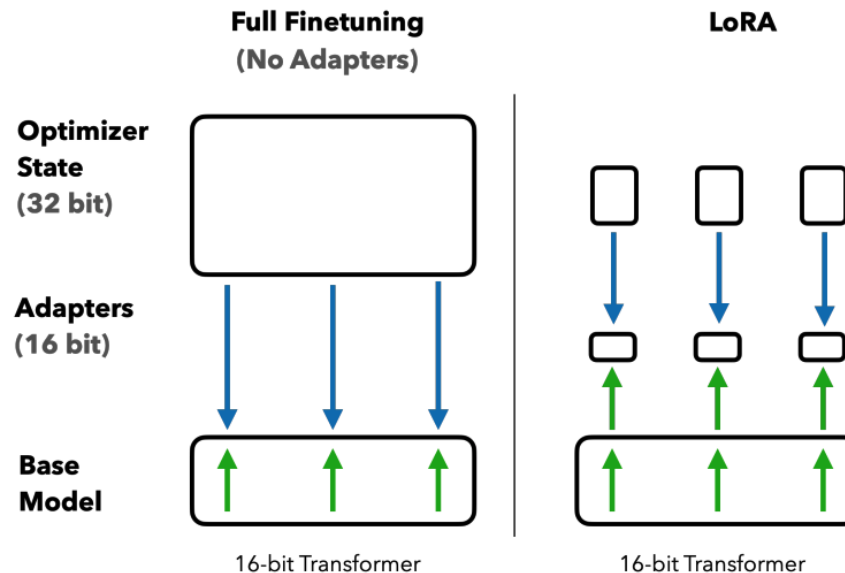 Full Finetuning
(No Adapters)
LoRA
Optimizer
State
(32 bit)
Adapters
(16 bit)
Base
Model
16-bit Transformer
16-bit Transformer